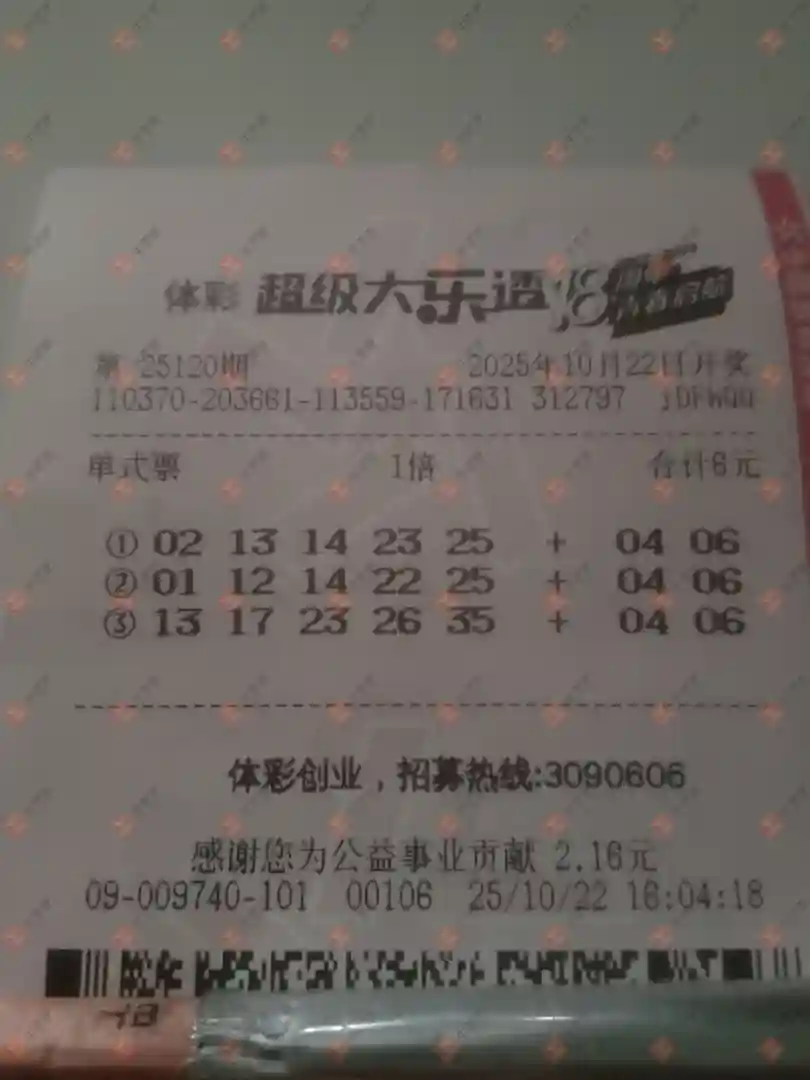 体彩 超级大乐透
第 25120期 2025年10月22日开奖
110370-203661-113559-171631 312797 jDFWQQ
单式票 1倍 合计6元
① 02 13 14 23 25 + 04 06
② 01 12 14 22 25 + 04 06
③ 13 17 23 26 35 + 04 06
体彩创业，招募热线:3090606
感谢您为公益事业贡献 2.16元
09-009740-101 00106 25/10/22 16:04:18